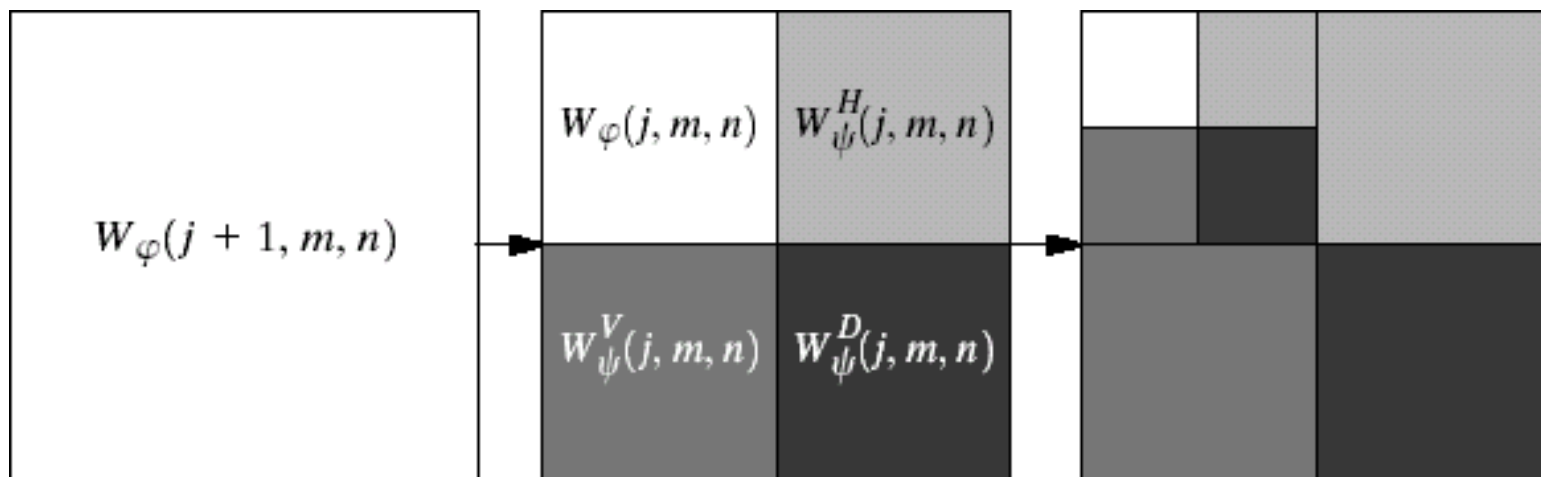 W_φ(j + 1, m, n)
W_φ(j, m, n)
W_ψ^H(j, m, n)
W_ψ^V(j, m, n)
W_ψ^D(j, m, n)